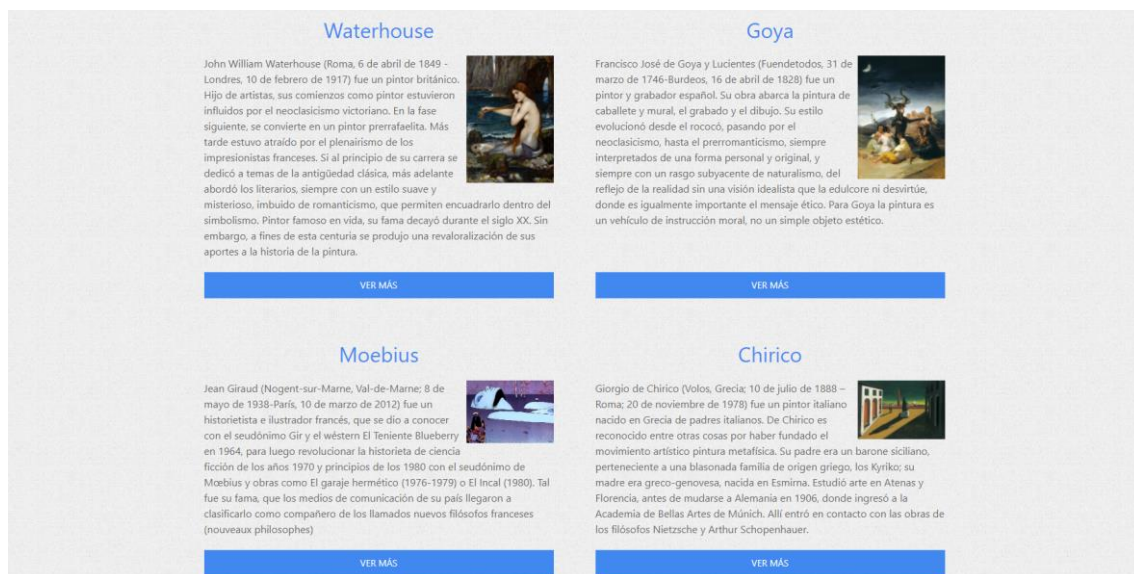 Waterhouse
John William Waterhouse (Roma, 6 de abril de 1849 -
Londres, 10 de febrero de 1917) fue un pintor británico.
Hijo de artistas, sus comienzos como pintor estuvieron
influidos por el neoclasicismo victoriano. En la fase
siguiente, se convierte en un pintor prerrafaelita. Más
tarde estuvo atraído por el plenairismo de los
impresionistas franceses. Si al principio de su carrera se
dedicó a temas de la antigüedad clásica, más adelante
abordó los literarios, siempre con un estilo suave y
misterioso, imbuido de romanticismo, que permiten encuadrarlo dentro del
simbolismo. Pintor famoso en vida, su fama decayó durante el siglo XX. Sin
embargo, a fines de esta centuria se produjo una revaloralización de sus
aportes a la historia de la pintura.
VER MÁS
Goya
Francisco José de Goya y Lucientes (Fuendetodos, 31 de
marzo de 1746-Burdeos, 16 de abril de 1828) fue un
pintor y grabador español. Su obra abarca la pintura de
caballete y mural, el grabado y el dibujo. Su estilo
evolucionó desde el rococó, pasando por el
neoclasicismo, hasta el prerromanticismo, siempre
interpretados de una forma personal y original, y
siempre con un rasgo subyacente de naturalismo, del
reflejo de la realidad sin una visión idealista que la edulcore ni desvirtúe,
donde es igualmente importante el mensaje ético. Para Goya la pintura es
un vehículo de instrucción moral, no un simple objeto estético.
VER MÁS
Moebius
Jean Giraud (Nogent-sur-Marne, Val-de-Marne; 8 de
mayo de 1938-París, 10 de marzo de 2012) fue un
historietista e ilustrador francés, que se dio a conocer
con el seudónimo Gir y el wéstern El Teniente Blueberry
en 1964, para luego revolucionar la historieta de ciencia
ficción de los años 1970 y principios de los 1980 con el seudónimo de
Mœbius y obras como El garaje hermético (1976-1979) o El Incal (1980). Tal
fue su fama, que los medios de comunicación de su país llegaron a
clasificarlo como compañero de los llamados nuevos filósofos franceses
(nouveaux philosophes)
VER MÁS
Chirico
Giorgio de Chirico (Volos, Grecia; 10 de julio de 1888 –
Roma; 20 de noviembre de 1978) fue un pintor italiano
nacido en Grecia de padres italianos. De Chirico es
reconocido entre otras cosas por haber fundado el
movimiento artístico pintura metafísica. Su padre era un barone siciliano,
perteneciente a una blasonada familia de origen griego, los Kyriko; su
madre era greco-genovesa, nacida en Esmirna. Estudió arte en Atenas y
Florencia, antes de mudarse a Alemania en 1906, donde ingresó a la
Academia de Bellas Artes de Múnich. Allí entró en contacto con las obras de
los filósofos Nietzsche y Arthur Schopenhauer.
VER MÁS